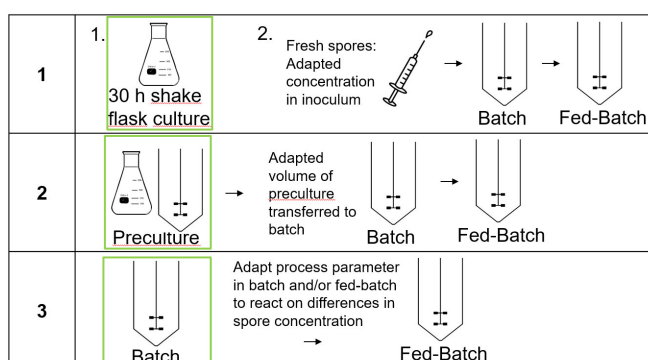 1
1.
30 h shake
flask culture
2.
Fresh spores:
Adapted
concentration
in inoculum
Batch
Fed-Batch
2
Preculture
Adapted
volume of
preculture
transferred to
batch
Batch
Fed-Batch
3
Batch
Adapt process parameter
in batch and/or fed-batch
to react on differences in
spore concentration
Fed-Batch